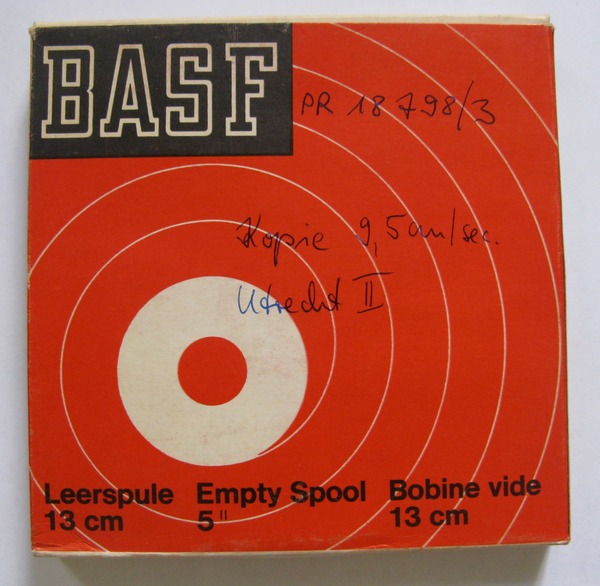 BASF
PR 18 798/3
Kopie 9,5 cm/sec.
Utrecht II
Leerspule Empty Spool Bobine vide
13 cm 5" 13 cm